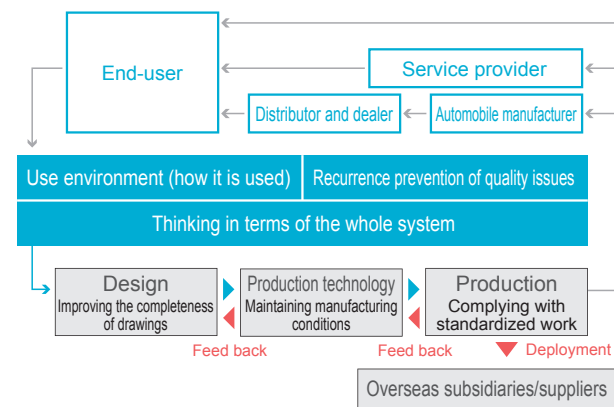 End-user
Service provider
Distributor and dealer
Automobile manufacturer
Use environment (how it is used)
Recurrence prevention of quality issues
Thinking in terms of the whole system
Design
Improving the completeness
of drawings
Production technology
Maintaining manufacturing
conditions
Production
Complying with
standardized work
Feed back
Feed back
Deployment
Overseas subsidiaries/suppliers